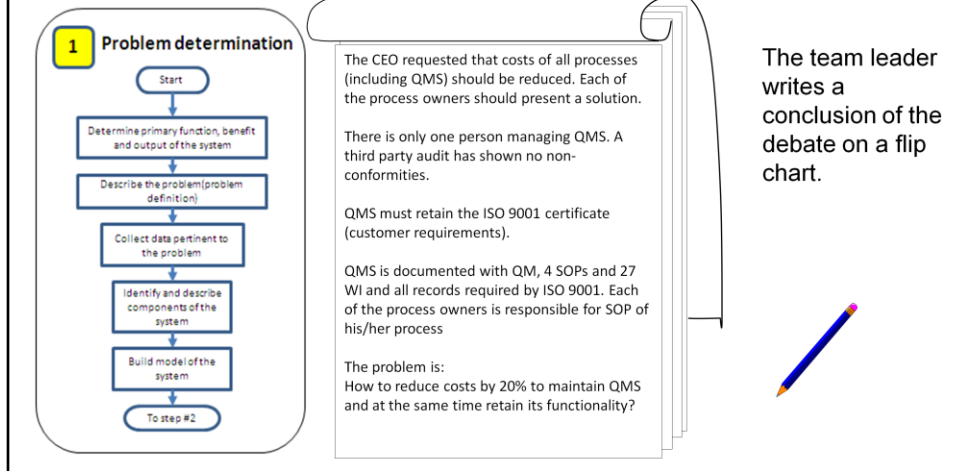 1
Problem determination
Start
Determine primary function, benefit
and output of the system
Describe the problem(problem
definition)
Collect data pertinent to
the problem
Identify and describe
components of the
system
Build model of the
system
To step #2
The CEO requested that costs of all processes
(including QMS) should be reduced. Each of
the process owners should present a solution.
There is only one person managing QMS. A
third party audit has shown no non-
conformities.
QMS must retain the ISO 9001 certificate
(customer requirements).
QMS is documented with QM, 4 SOPs and 27
WI and all records required by ISO 9001. Each
of the process owners is responsible for SOP of
his/her process
The problem is:
How to reduce costs by 20% to maintain QMS
and at the same time retain its functionality?
The team leader
writes a
conclusion of the
debate on a flip
chart.